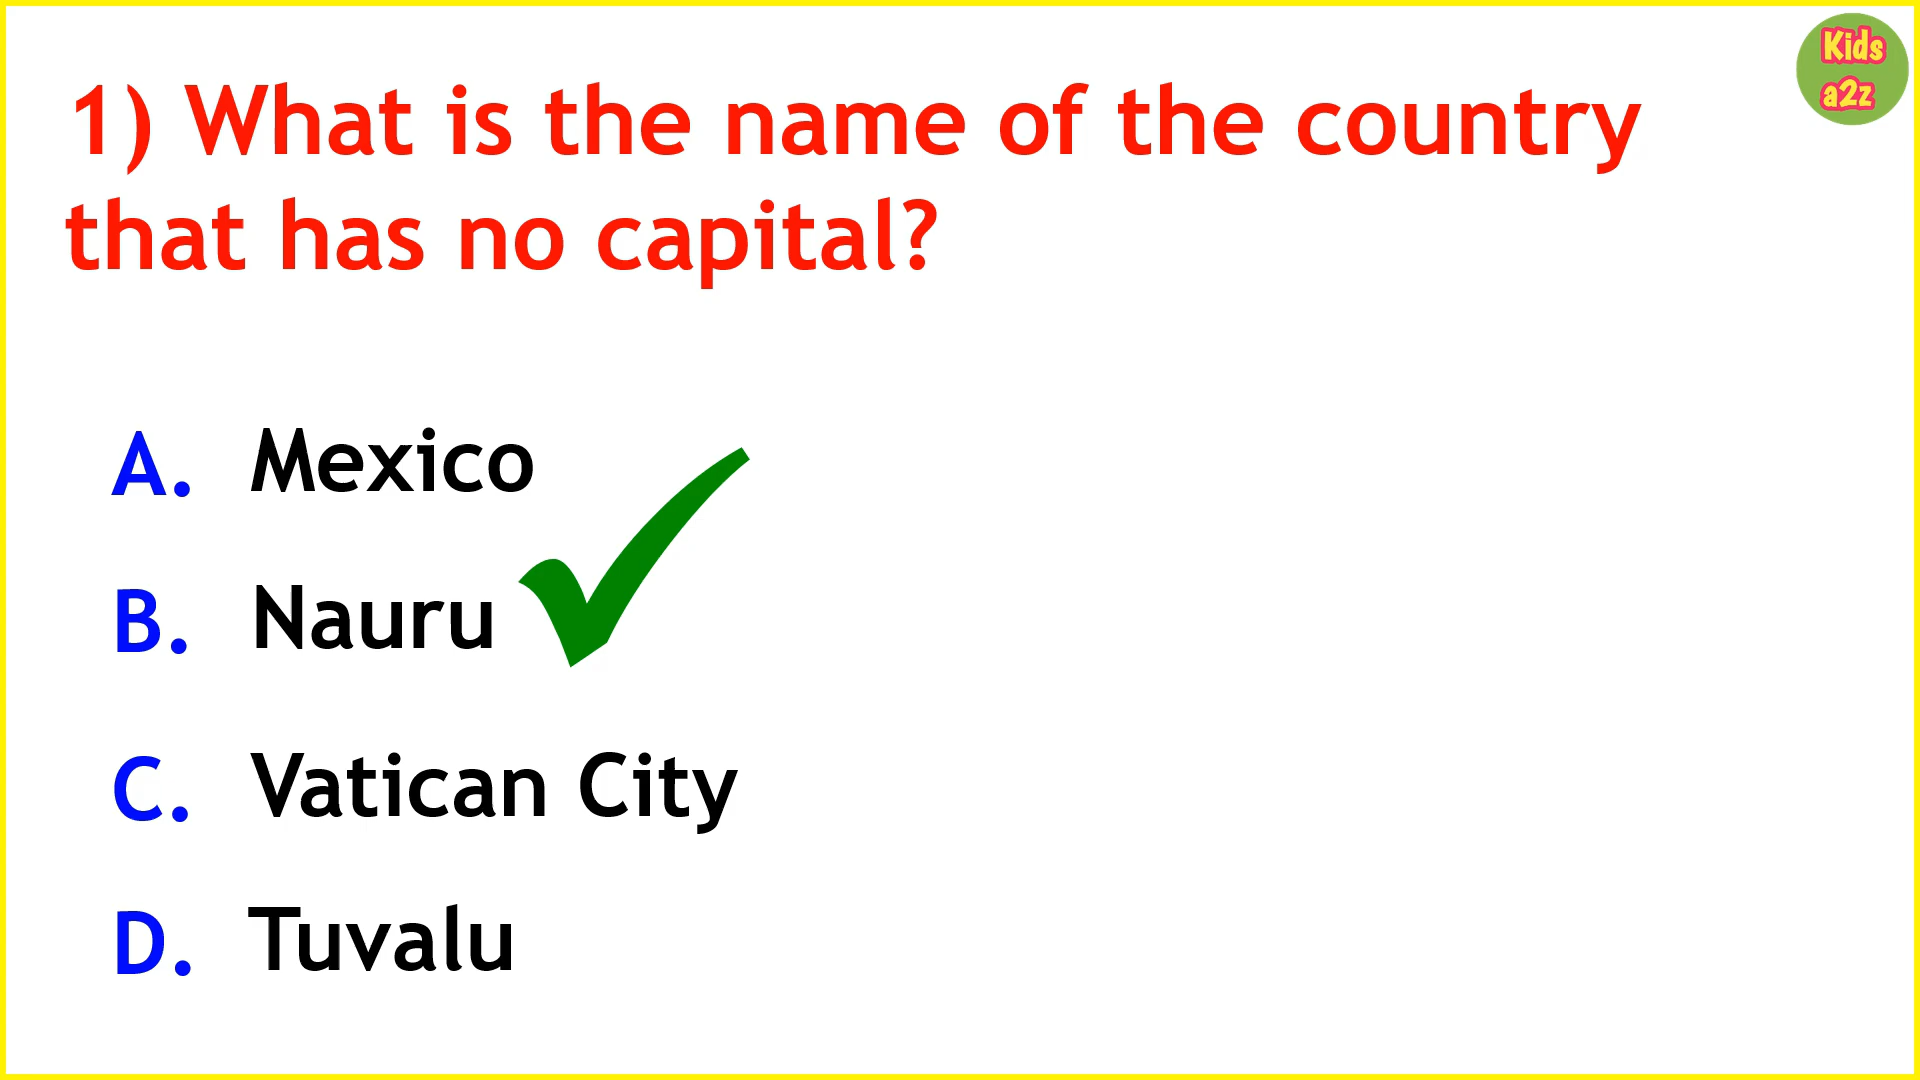 Kids
a2z
1) What is the name of the country
that has no capital?
A. Mexico
B. Nauru
C. Vatican City
D. Tuvalu